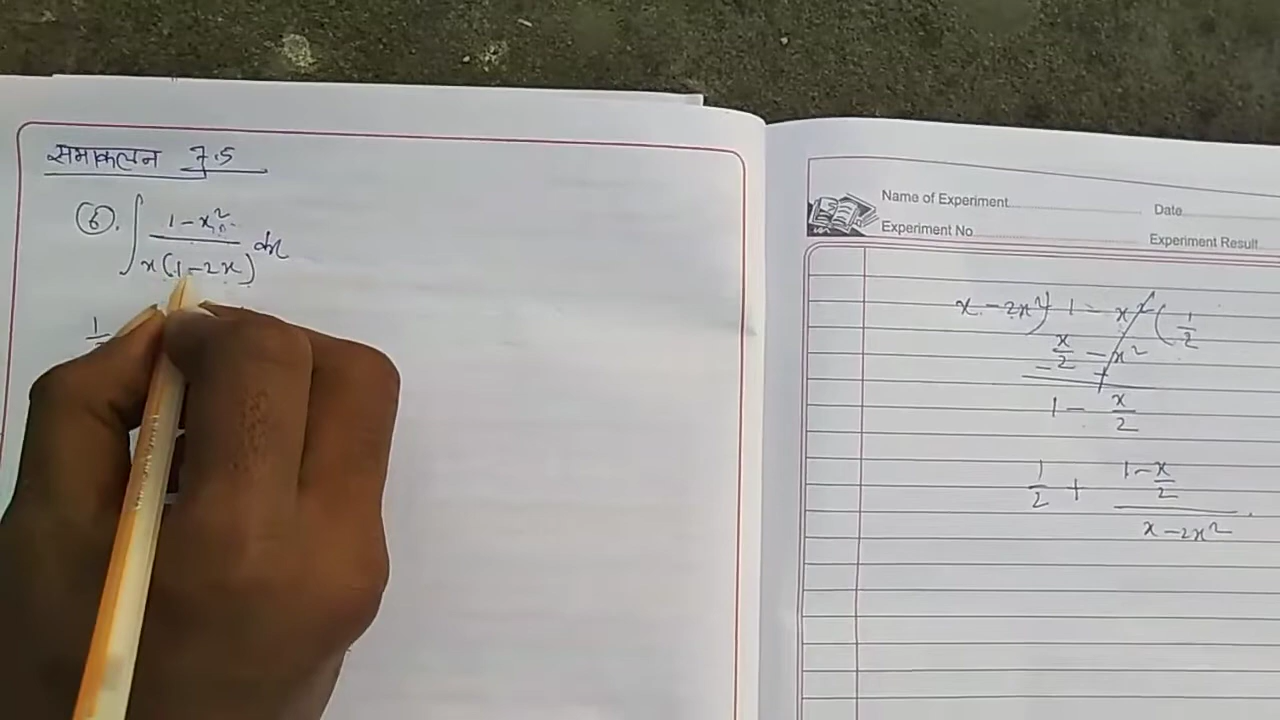 समाकलन 7.5
(6). ∫ (1-x²)/(x(1-2x)) dx
1
Name of Experiment Date
Experiment No Experiment Result
x - 2x²) 1 - x² ( 1/2
x/2 - x²
- +
1 - x/2
1/2 + (1-x/2)/(x-2x²)